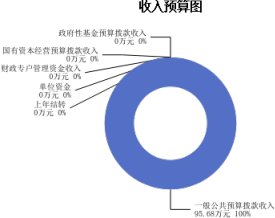 收入预算图
政府性基金预算拨款收入
0万元 0%
国有资本经营预算拨款收入
0万元 0%
财政专户管理资金收入
0万元 0%
单位资金
0万元 0%
上年结转
0万元 0%
一般公共预算拨款收入
95.68万元 100%